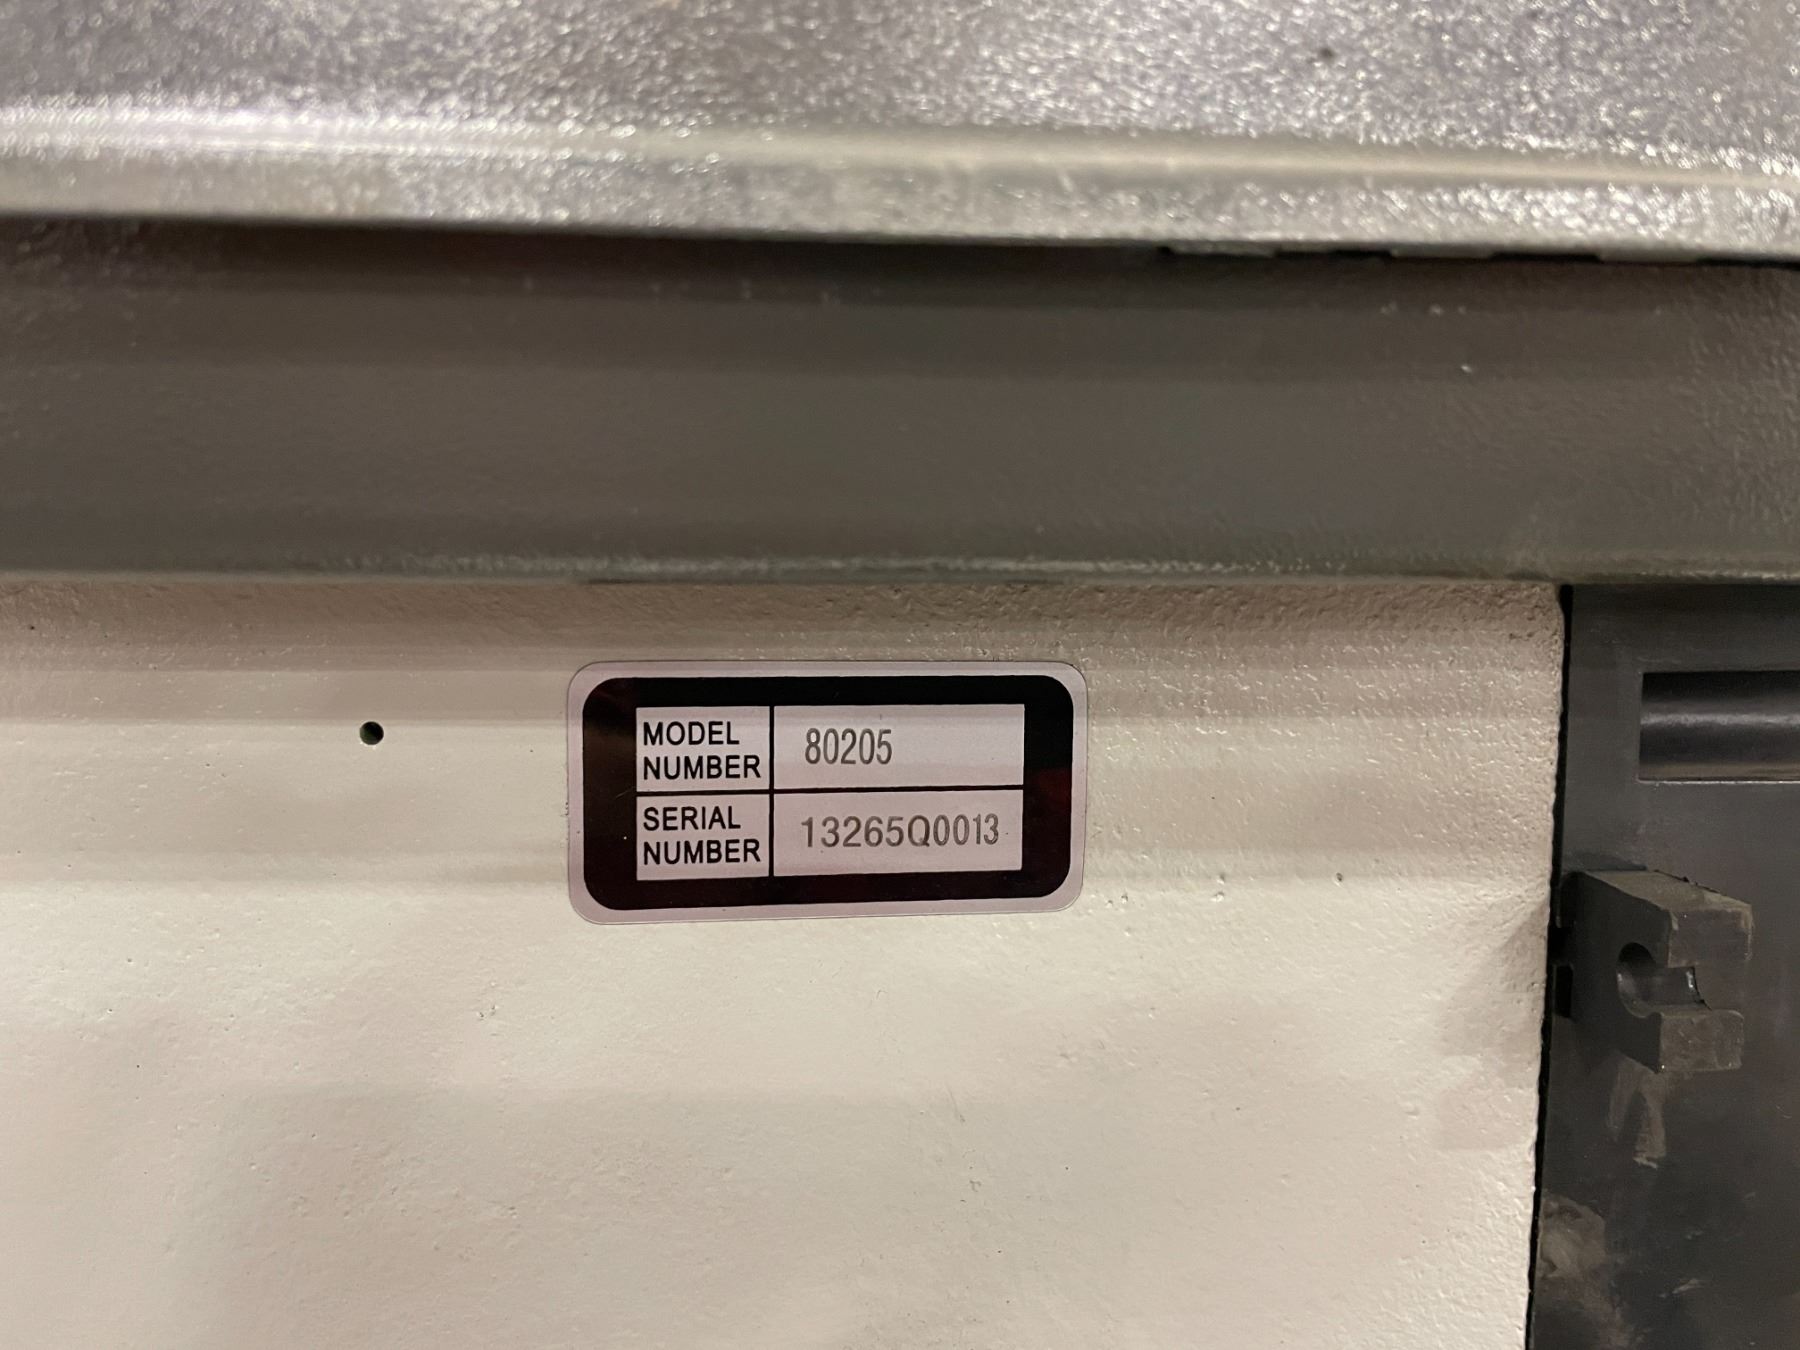 MODEL NUMBER 80205
SERIAL NUMBER 13265Q0013